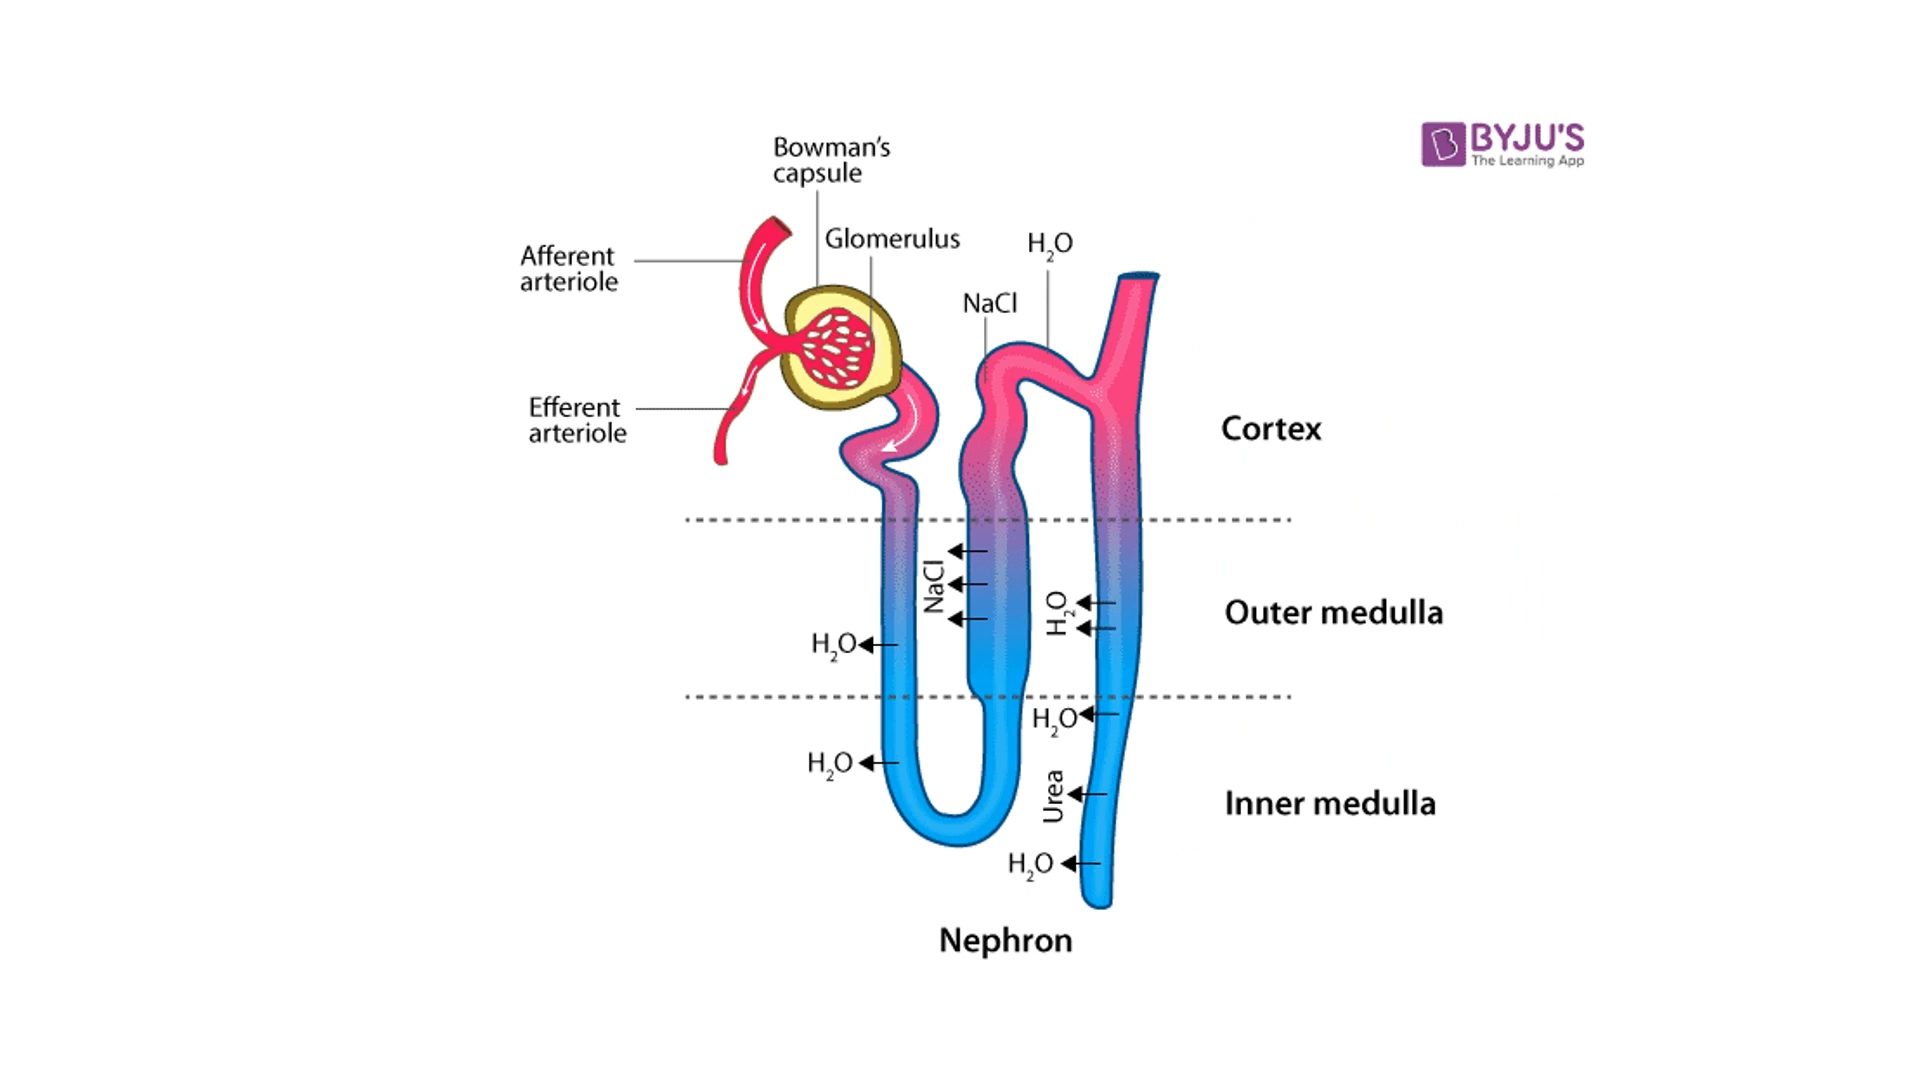 BYJU'S
The Learning App
Bowman's
capsule
Glomerulus
H₂O
Afferent
arteriole
NaCl
Efferent
arteriole
Cortex
NaCl
H₂O
Outer medulla
H₂O
H₂O
H₂O
Urea
Inner medulla
H₂O
Nephron